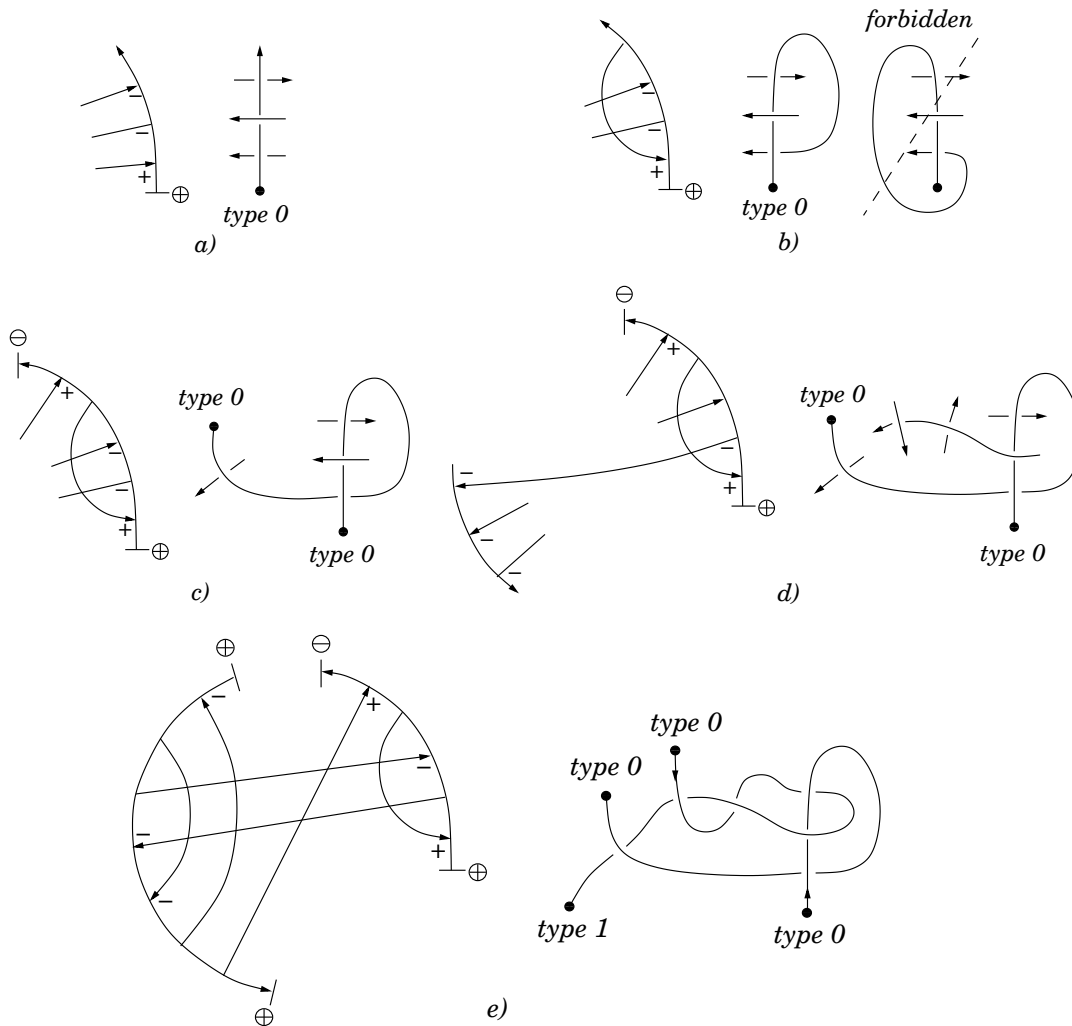 forbidden
− − + ⊕
type 0
a)
− − + ⊕
type 0
b)
⊖ + − − + ⊕
type 0
type 0
c)
⊖ + − − + ⊕
− − −
type 0
type 0
d)
⊕ − − −
⊕
⊖ + − + ⊕
type 0
type 0
type 1
type 0
e)